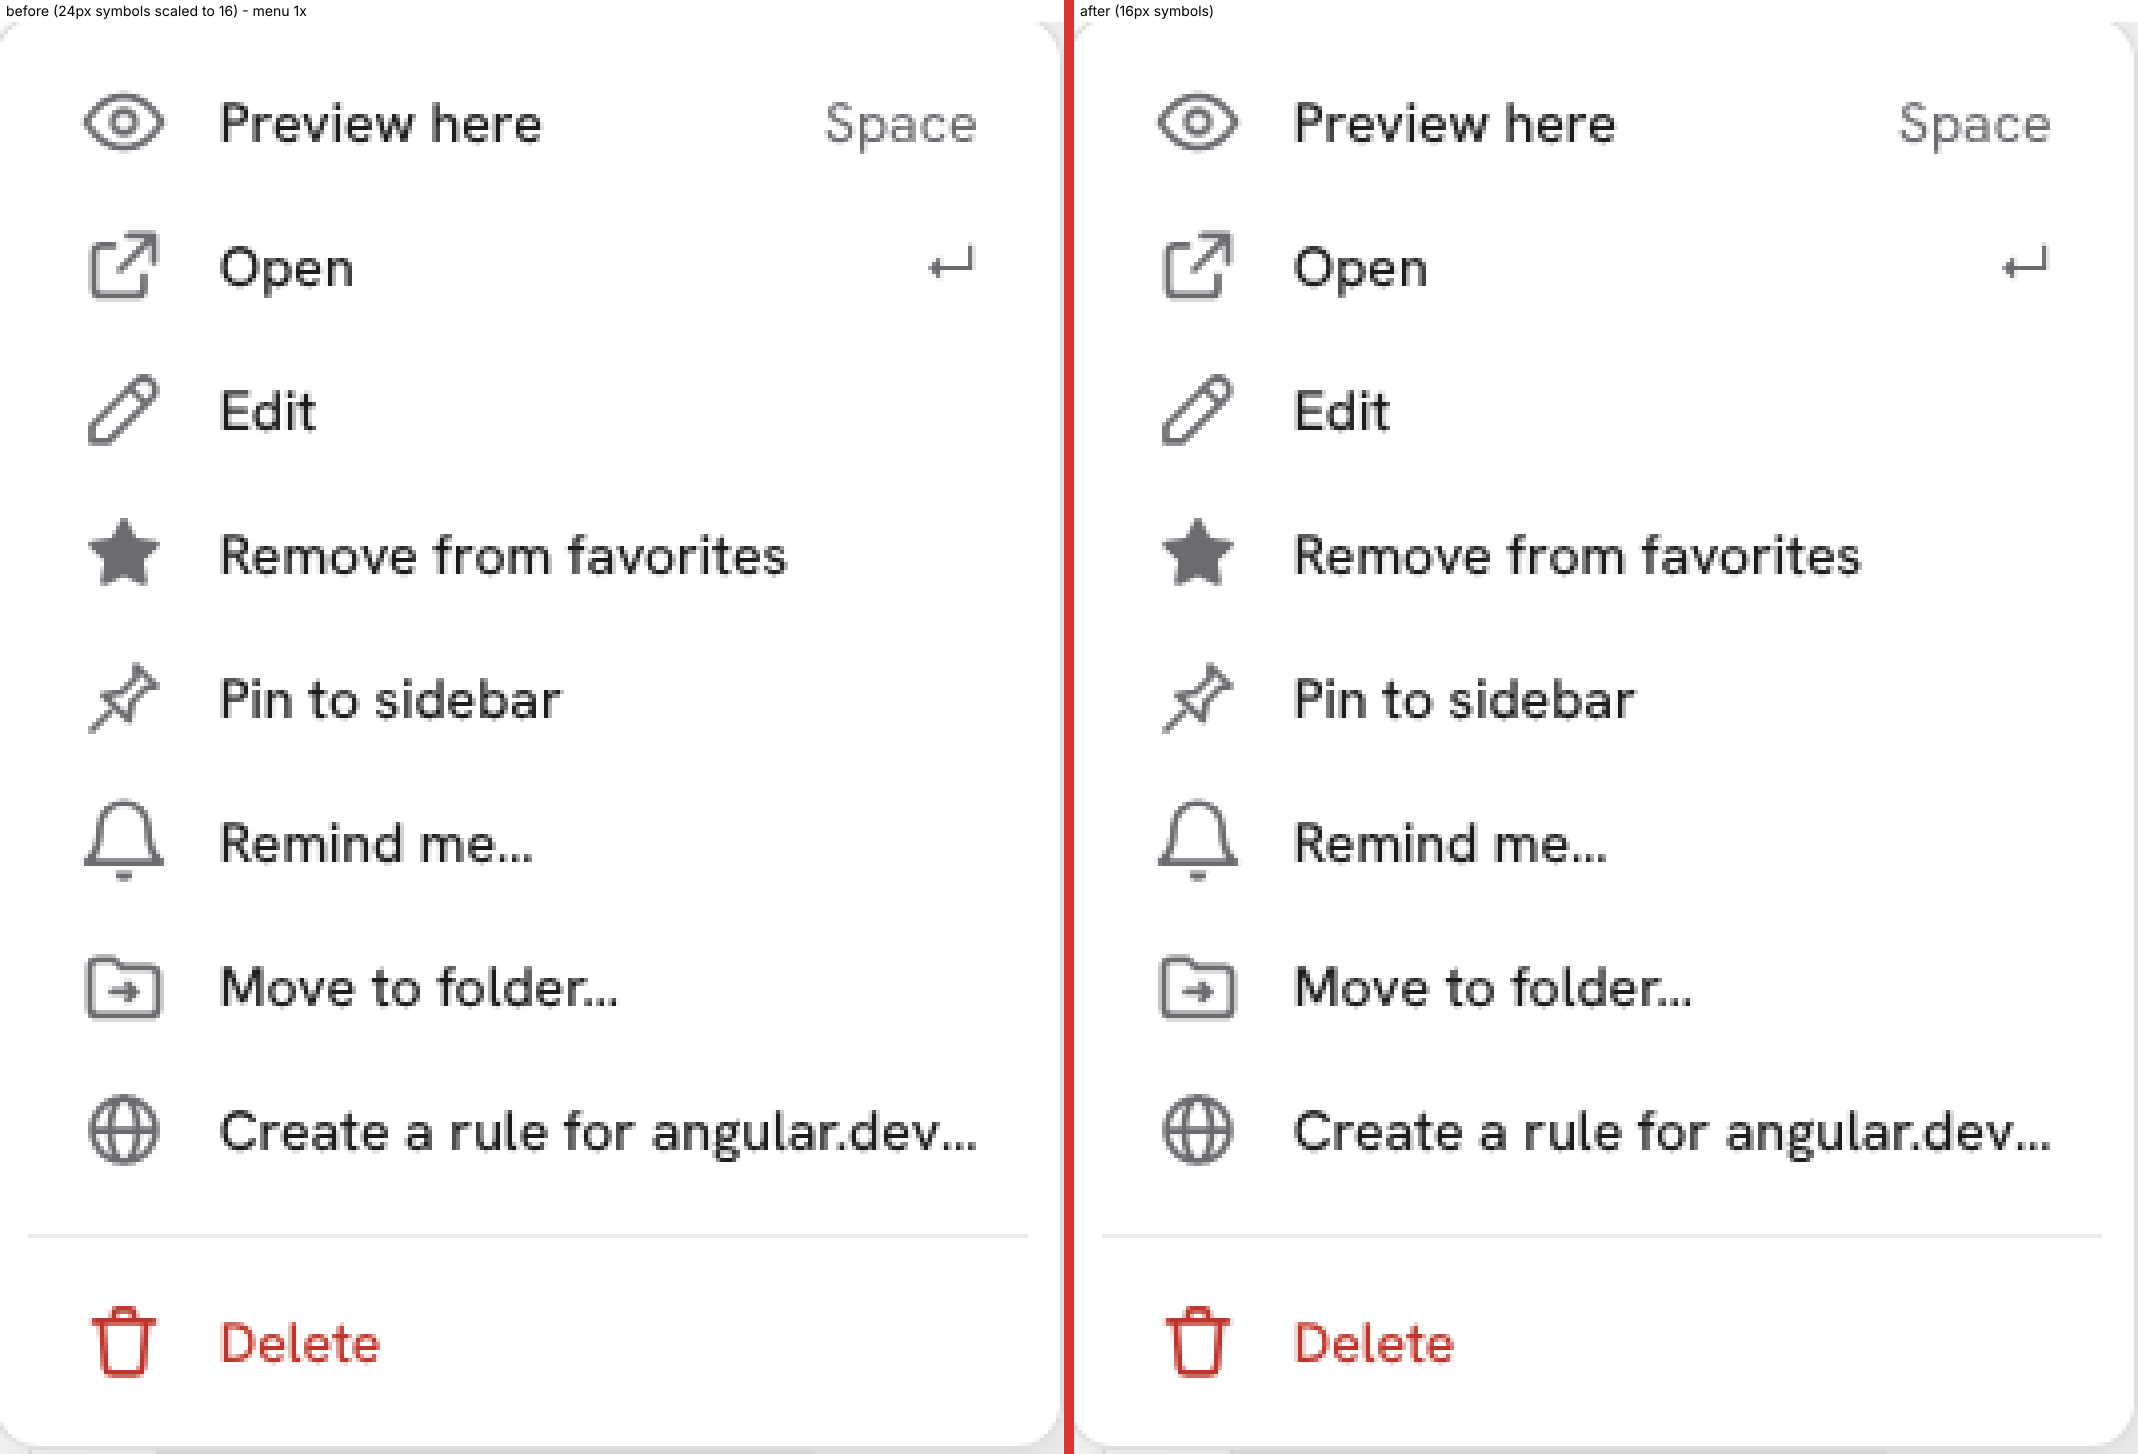 before (24px symbols scaled to 16) - menu 1x
Preview here Space
Open
Edit
Remove from favorites
Pin to sidebar
Remind me...
Move to folder...
Create a rule for angular.dev...
Delete
after (16px symbols)
Preview here Space
Open
Edit
Remove from favorites
Pin to sidebar
Remind me...
Move to folder...
Create a rule for angular.dev...
Delete